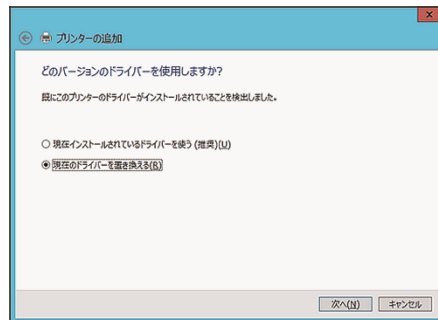 プリンターの追加
どのバージョンのドライバーを使用しますか?
既にこのプリンターのドライバーがインストールされていることを検出しました。
現在インストールされているドライバーを使う (推奨)(U)
現在のドライバーを置き換える(R)
次へ(N) キャンセル